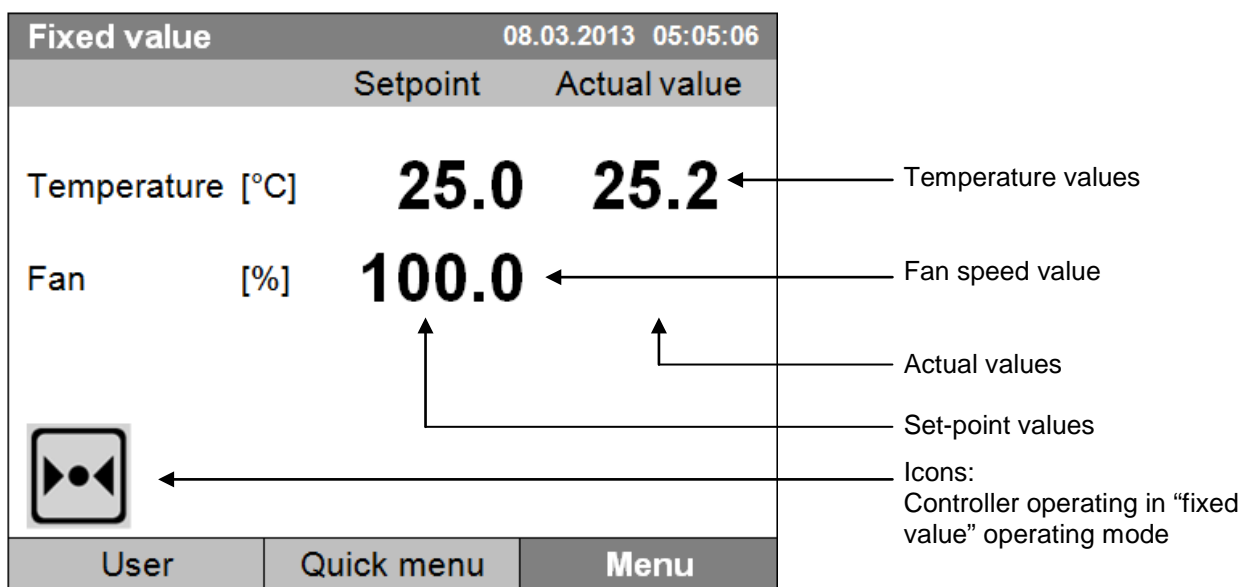 Fixed value 08.03.2013 05:05:06
Setpoint Actual value
Temperature [°C] 25.0 25.2
Temperature values
Fan [%] 100.0
Fan speed value
Actual values
Set-point values
Icons:
Controller operating in “fixed
value” operating mode
User Quick menu Menu